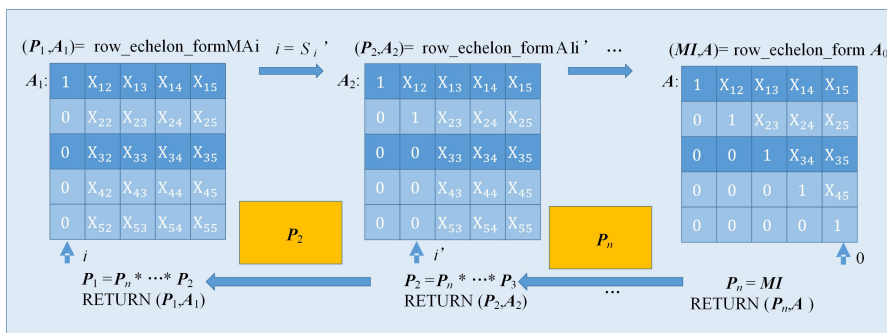 (P₁,A₁)= row_echelon_formMAi
i = Sᵢ'
(P₂,A₂)= row_echelon_form A1i'
...
(MI,A)= row_echelon_form A₀
A₁:
1 X₁₂ X₁₃ X₁₄ X₁₅
0 X₂₂ X₂₃ X₂₄ X₂₅
0 X₃₂ X₃₃ X₃₄ X₃₅
0 X₄₂ X₄₃ X₄₄ X₄₅
0 X₅₂ X₅₃ X₅₄ X₅₅
A₂:
1 X₁₂ X₁₃ X₁₄ X₁₅
0 1 X₂₃ X₂₄ X₂₅
0 0 X₃₃ X₃₄ X₃₅
0 0 X₄₃ X₄₃ X₄₅
0 0 X₅₃ X₅₄ X₅₅
A:
1 X₁₂ X₁₃ X₁₄ X₁₅
0 1 X₂₃ X₂₄ X₂₅
0 0 1 X₃₄ X₃₅
0 0 0 1 X₄₅
0 0 0 0 1
P₂
Pₙ
i
i'
0
P₁ =Pₙ * ...* P₂
RETURN (P₁,A₁)
P₂ =Pₙ * ...* P₃
RETURN (P₂,A₂)
...
Pₙ = MI
RETURN (Pₙ,A )